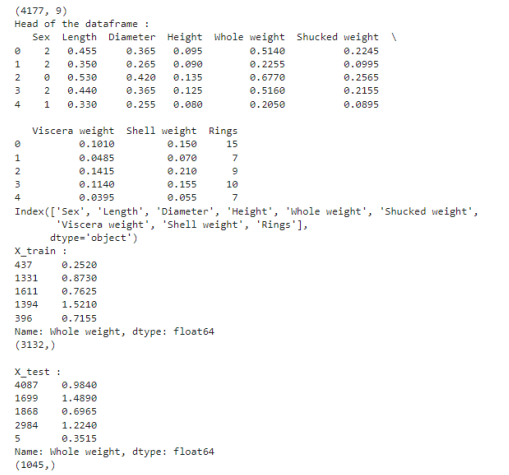 (4177, 9)
Head of the dataframe :
Sex Length Diameter Height Whole weight Shucked weight \
0 2 0.455 0.365 0.095 0.5140 0.2245
1 2 0.350 0.265 0.090 0.2255 0.0995
2 0 0.530 0.420 0.135 0.6770 0.2565
3 2 0.440 0.365 0.125 0.5160 0.2155
4 1 0.330 0.255 0.080 0.2050 0.0895
Viscera weight Shell weight Rings
0 0.1010 0.150 15
1 0.0485 0.070 7
2 0.1415 0.210 9
3 0.1140 0.155 10
4 0.0395 0.055 7
Index(['Sex', 'Length', 'Diameter', 'Height', 'Whole weight', 'Shucked weight',
'Viscera weight', 'Shell weight', 'Rings'],
dtype='object')
X_train :
437 0.2520
1331 0.8730
1611 0.7625
1394 1.5210
396 0.7155
Name: Whole weight, dtype: float64
(3132,)
X_test :
4087 0.9840
1699 1.4890
1868 0.6965
2984 1.2240
5 0.3515
Name: Whole weight, dtype: float64
(1045,)